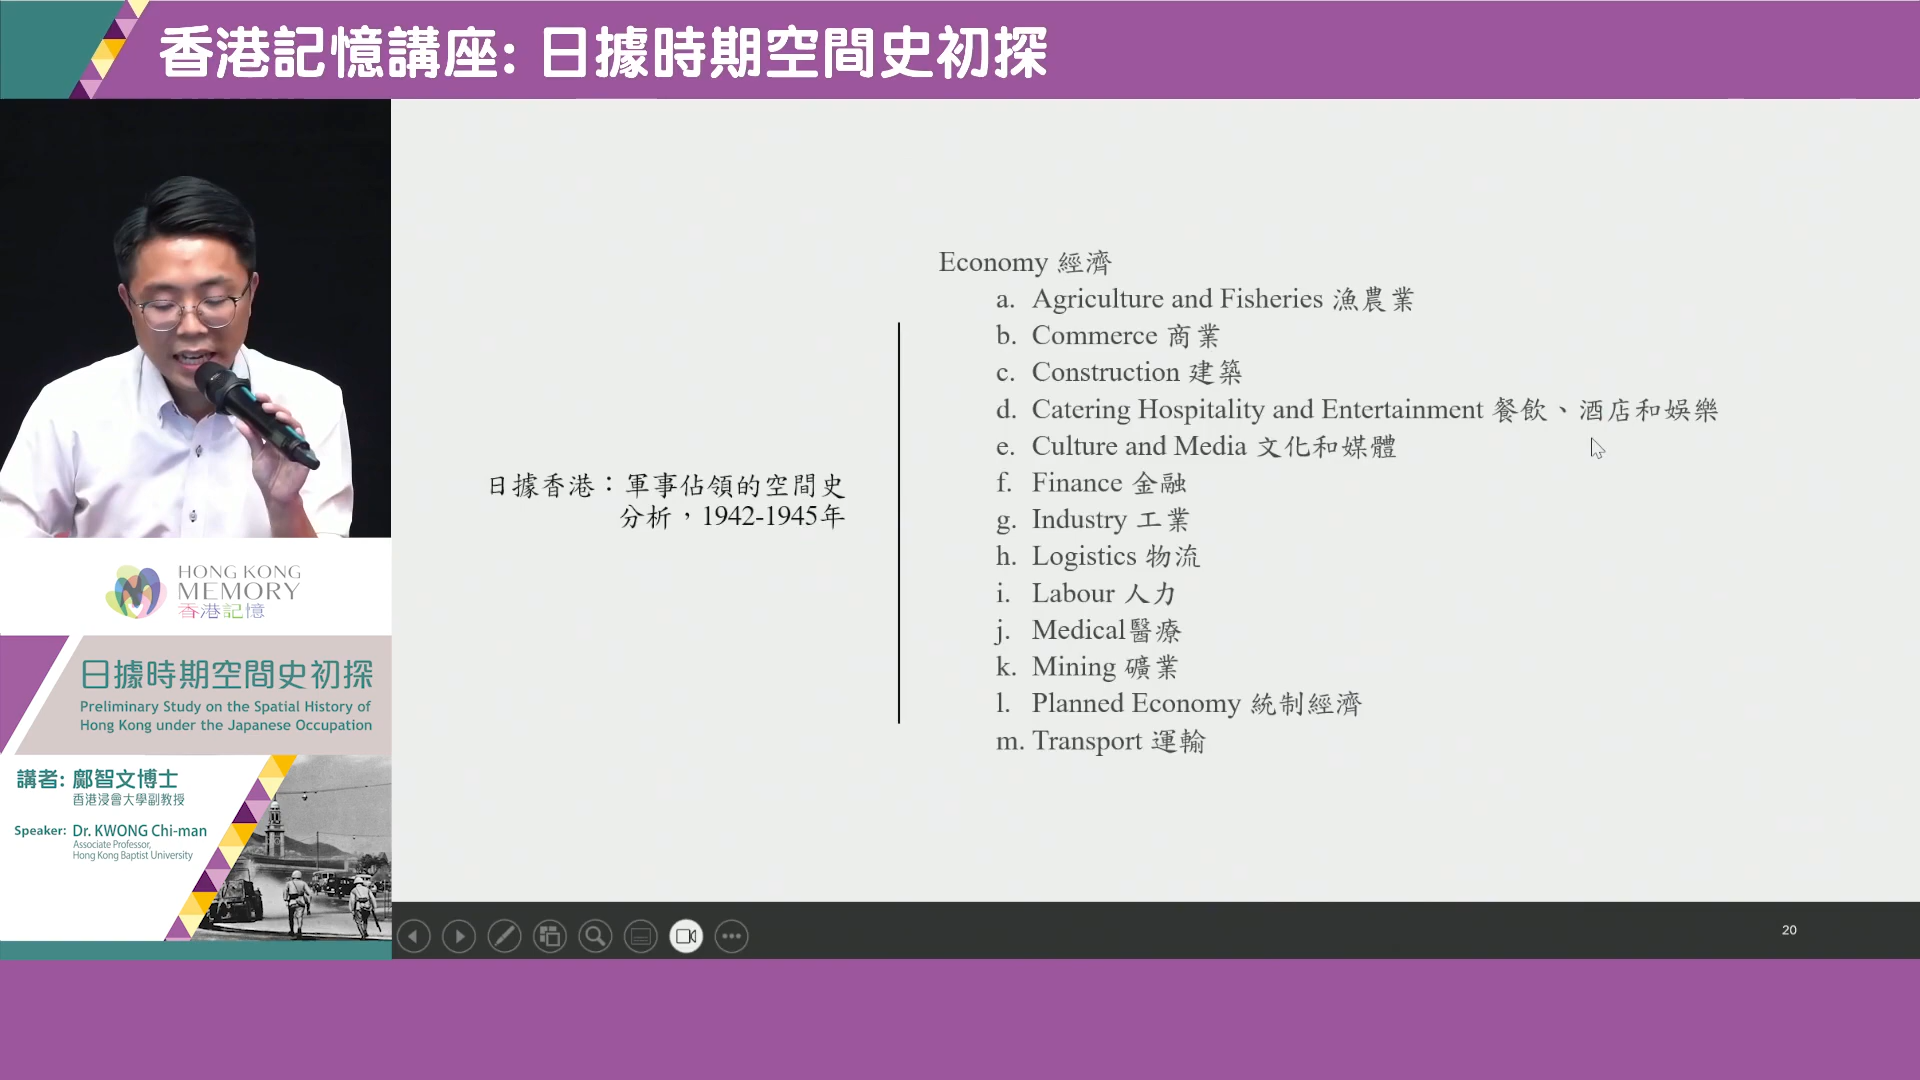 香港記憶講座: 日據時期空間史初探
HONG KONG
MEMORY
香港記憶
日據時期空間史初探
Preliminary Study on the Spatial History of
Hong Kong under the Japanese Occupation
講者: 鄺智文博士
香港浸會大學副教授
Speaker: Dr. KWONG Chi-man
Associate Professor,
Hong Kong Baptist University
日據香港：軍事佔領的空間史
分析，1942-1945年
Economy 經濟
a. Agriculture and Fisheries 漁農業
b. Commerce 商業
c. Construction 建築
d. Catering Hospitality and Entertainment 餐飲、酒店和娛樂
e. Culture and Media 文化和媒體
f. Finance 金融
g. Industry 工業
h. Logistics 物流
i. Labour 人力
j. Medical醫療
k. Mining 礦業
l. Planned Economy 統制經濟
m. Transport 運輸
20